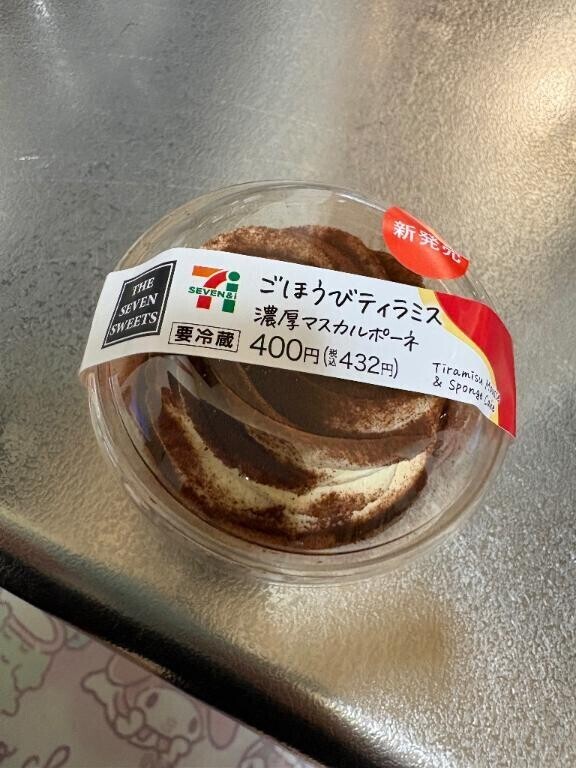 新発売
THE
SEVEN
SWEETS
7i
SEVEN&i
ごほうびティラミス
濃厚マスカルポーネ
要冷蔵
400円(税込432円)
Tiramisu
& Sponge Cake